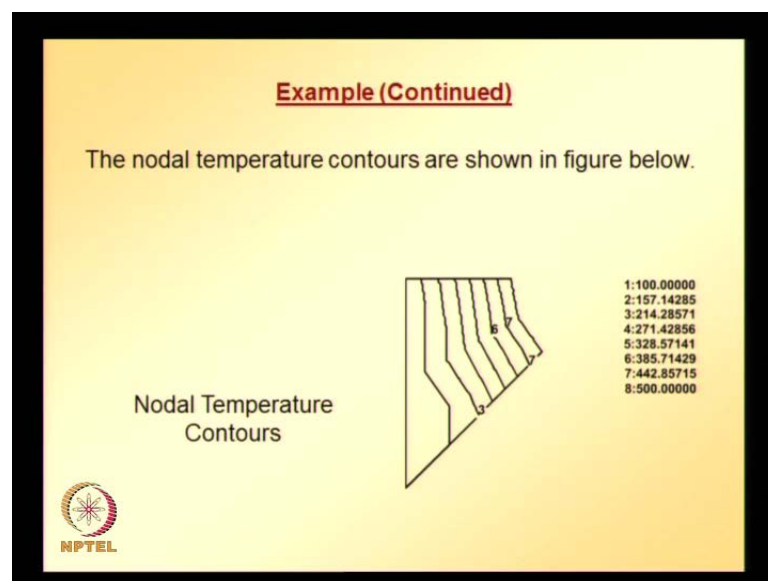 Example (Continued)
The nodal temperature contours are shown in figure below.
1:100.00000
2:157.14285
3:214.28571
4:271.42856
5:328.57141
6:385.71429
7:442.85715
8:500.00000
6 7
7
3
Nodal Temperature
Contours
NPTEL